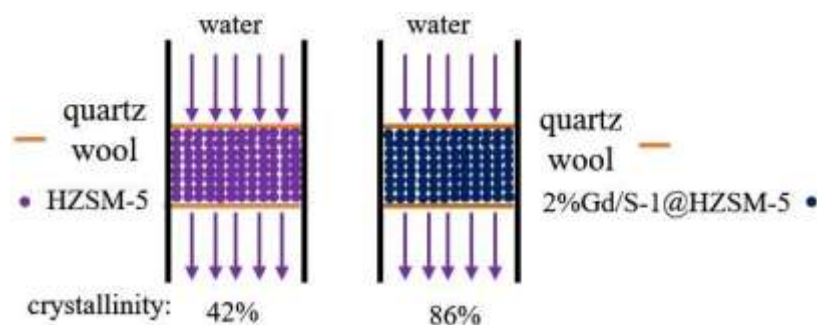 water
water
quartz
wool
HZSM-5
quartz
wool
2%Gd/S-1@HZSM-5
crystallinity:
42%
86%